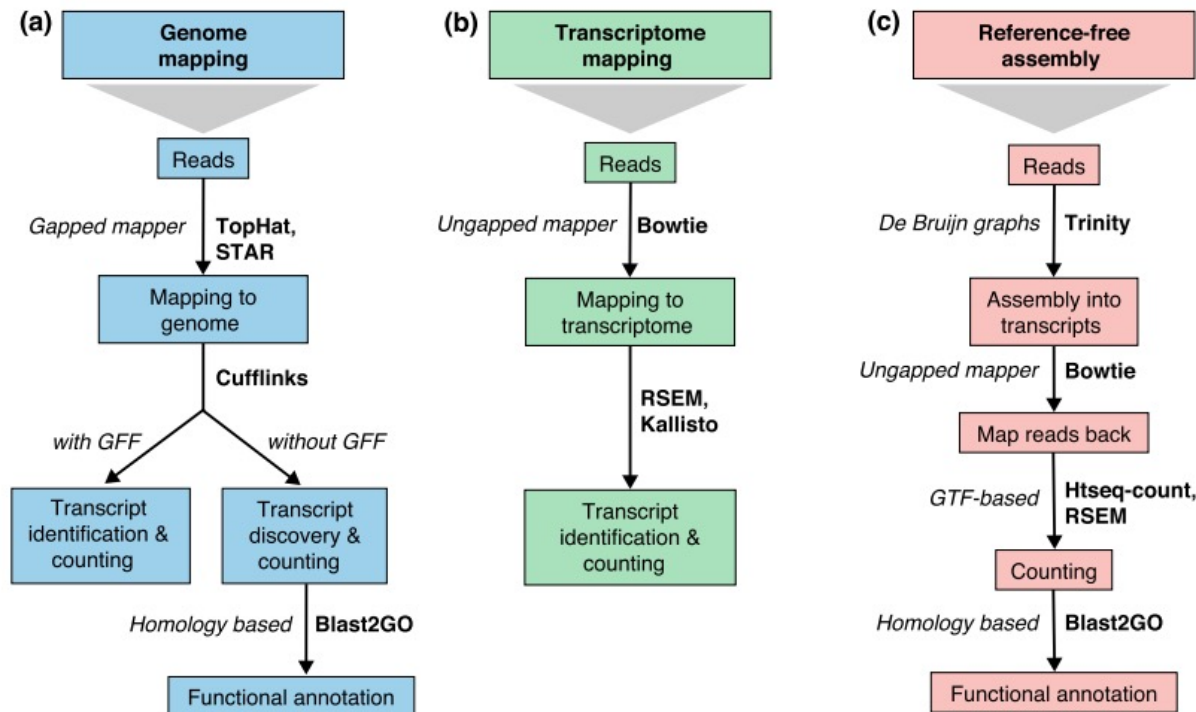 (a)
Genome
mapping
Reads
Gapped mapper
TopHat,
STAR
Mapping to
genome
Cufflinks
with GFF
without GFF
Transcript
identification &
counting
Transcript
discovery &
counting
Homology based
Blast2GO
Functional annotation
(b)
Transcriptome
mapping
Reads
Ungapped mapper
Bowtie
Mapping to
transcriptome
RSEM,
Kallisto
Transcript
identification &
counting
(c)
Reference-free
assembly
Reads
De Bruijn graphs
Trinity
Assembly into
transcripts
Ungapped mapper
Bowtie
Map reads back
GTF-based
Htseq-count,
RSEM
Counting
Homology based
Blast2GO
Functional annotation